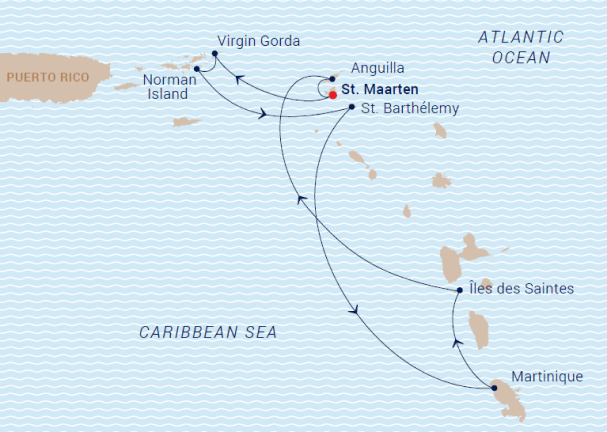 ATLANTIC
OCEAN
Virgin Gorda
PUERTO RICO
Norman
Island
Anguilla
St. Maarten
St. Barthélemy
Îles des Saintes
CARIBBEAN SEA
Martinique